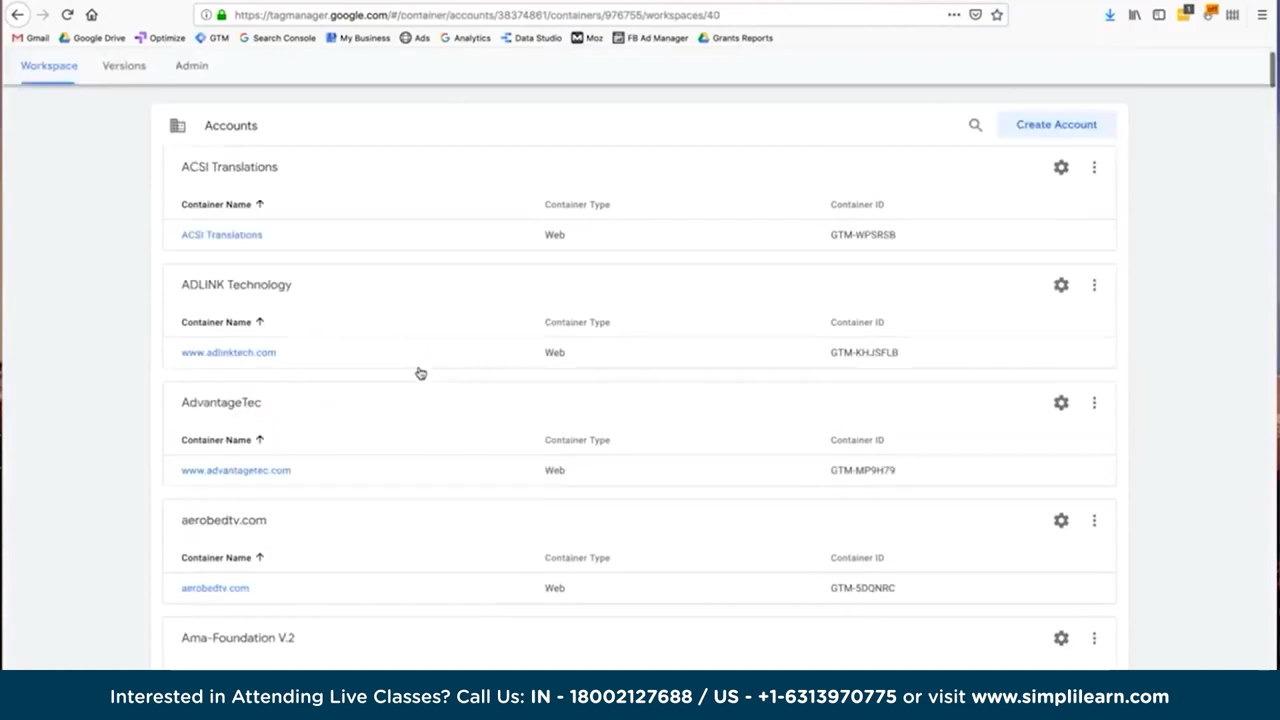 https://tagmanager.google.com/#/container/accounts/38374861/containers/976755/workspaces/40
Gmail Google Drive Optimize GTM Search Console My Business Ads Analytics Data Studio Moz FB Ad Manager Grants Reports
Workspace Versions Admin
Accounts Create Account
ACSI Translations
Container Name Container Type Container ID
ACSI Translations Web GTM-WPSRSB
ADLINK Technology
Container Name Container Type Container ID
www.adlinktech.com Web GTM-KHJSFLB
AdvantageTec
Container Name Container Type Container ID
www.advantagetec.com Web GTM-MP9H79
aerobedtv.com
Container Name Container Type Container ID
aerobedtv.com Web GTM-5DQNRC
Ama-Foundation V.2
Interested in Attending Live Classes? Call Us: IN - 18002127688 / US - +1-6313970775 or visit www.simplilearn.com